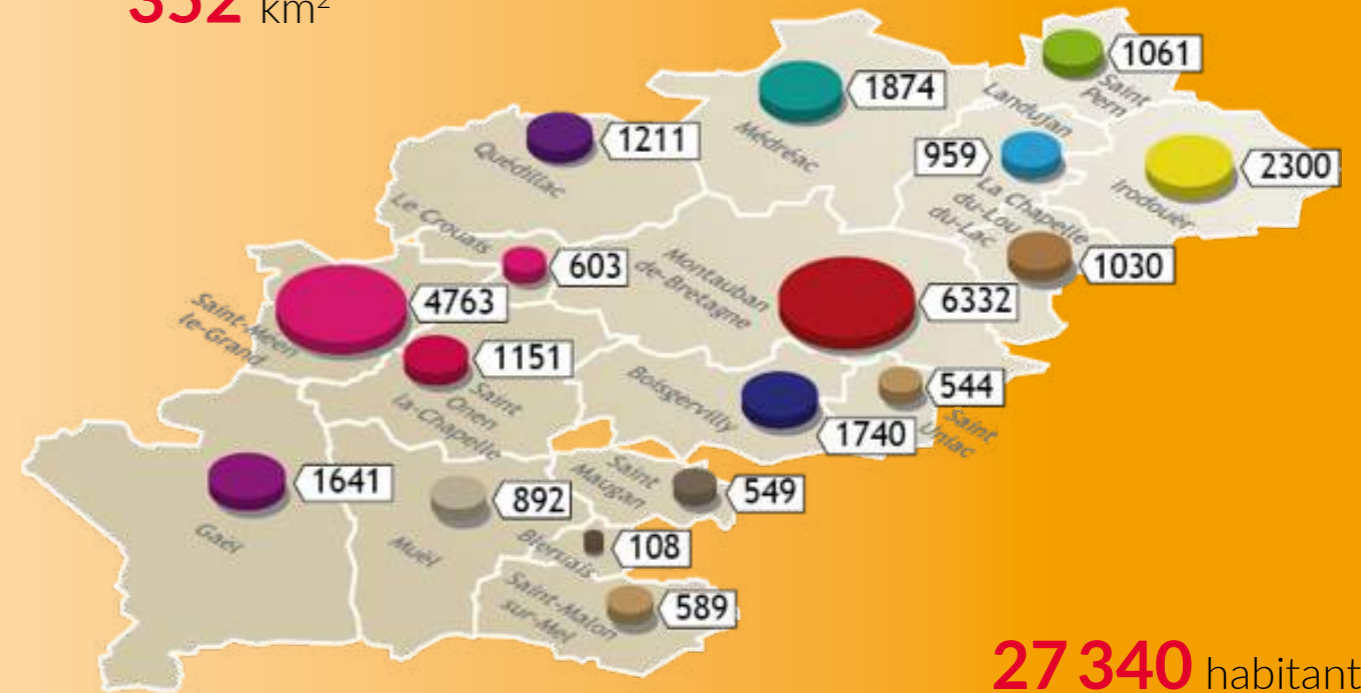 352 km²
1061
Saint
Pern
1874
Médréac
Landujan
959
2300
Irodouër
1211
Quédillac
La Chapelle
du-Lou
du-Lac
1030
Le Crouais
603
Montauban
de-Bretagne
6332
4763
Saint-Méen
le-Grand
1151
Saint
Onen
la-Chapelle
Boisgervilly
1740
544
Saint
Uniac
1641
Gaël
892
Muël
Saint
Maugan
549
Bléruais
108
Saint-Malon
sur-Mel
589
27 340 habitant